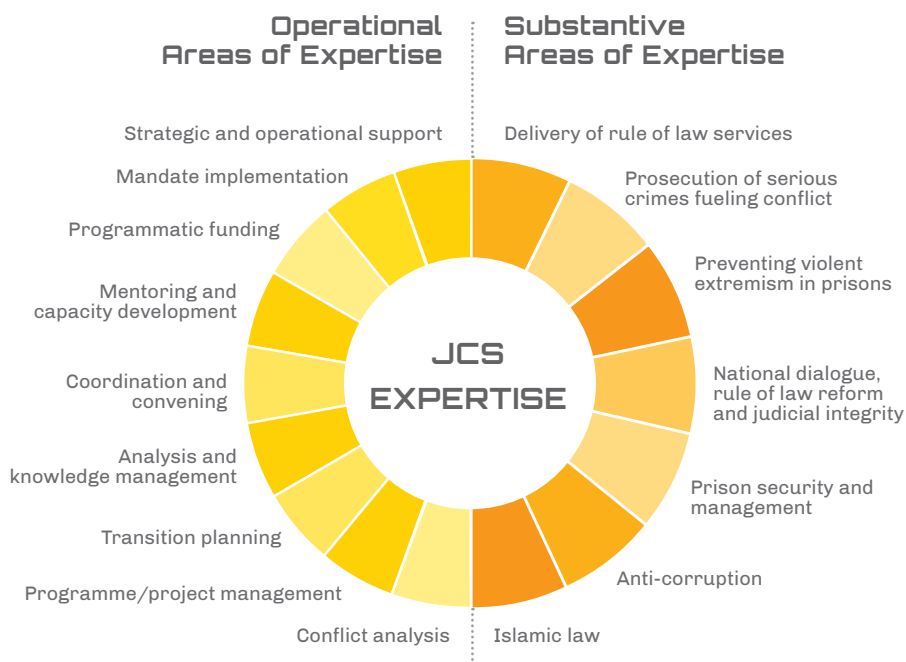 Operational
Areas of Expertise
Substantive
Areas of Expertise
Strategic and operational support
Mandate implementation
Programmatic funding
Mentoring and
capacity development
Coordination and
convening
Analysis and
knowledge management
Transition planning
Programme/project management
Conflict analysis
Delivery of rule of law services
Prosecution of serious
crimes fueling conflict
Preventing violent
extremism in prisons
National dialogue,
rule of law reform
and judicial integrity
Prison security and
management
Anti-corruption
Islamic law
JCS
EXPERTISE